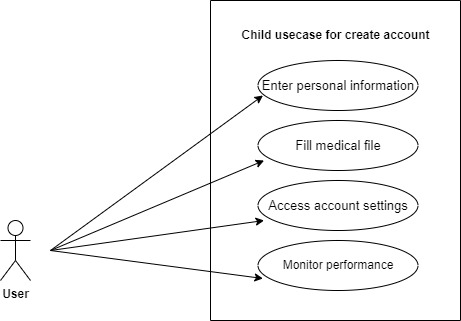 Child usecase for create account
Enter personal information
Fill medical file
Access account settings
Monitor performance
User